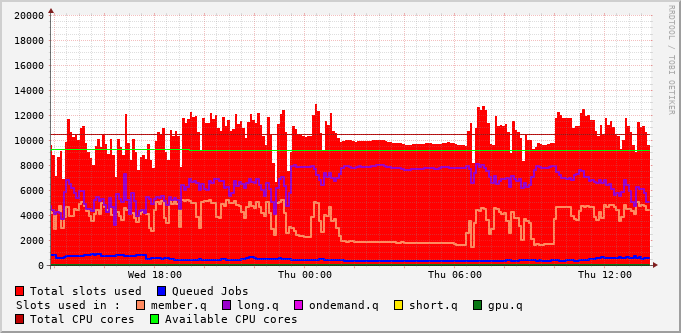 RRDTOOL / TOBI OETIKER
20000
18000
16000
14000
12000
10000
8000
6000
4000
2000
0
Wed 18:00 Thu 00:00 Thu 06:00 Thu 12:00
Total slots used Queued Jobs
Slots used in : member.q long.q ondemand.q short.q gpu.q
Total CPU cores Available CPU cores